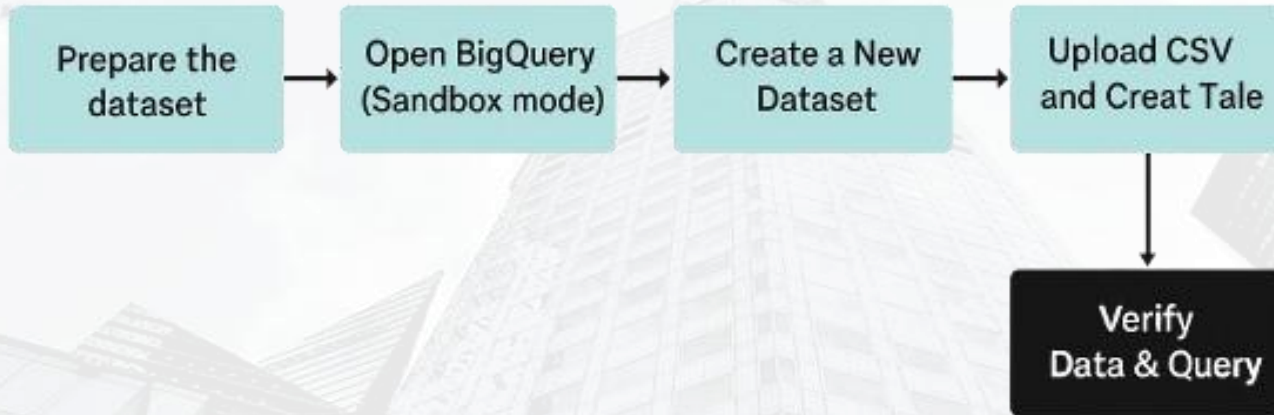 Prepare the
dataset
Open BigQuery
(Sandbox mode)
Create a New
Dataset
Upload CSV
and Creat Tale
Verify
Data & Query